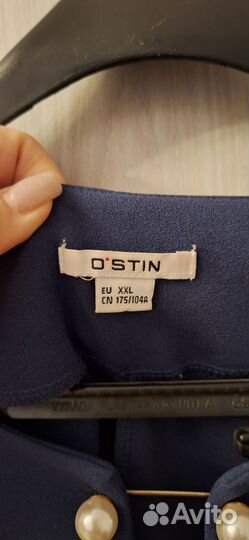 O'STIN
EU XXL
CN 175/104A
Avito